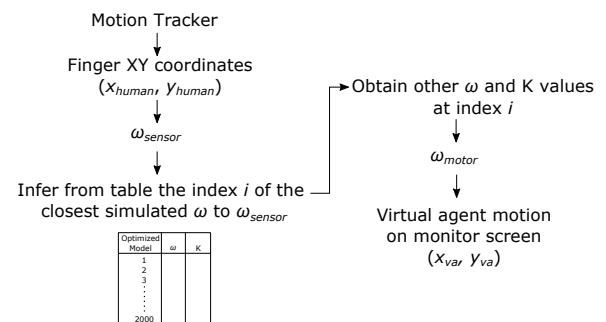 Motion Tracker
Finger XY coordinates
(x_human, y_human)
ω_sensor
Infer from table the index i of the
closest simulated ω to ω_sensor
Optimized
Model ω K
1
2
3
2000
Obtain other ω and K values
at index i
ω_motor
Virtual agent motion
on monitor screen
(x_va, y_va)